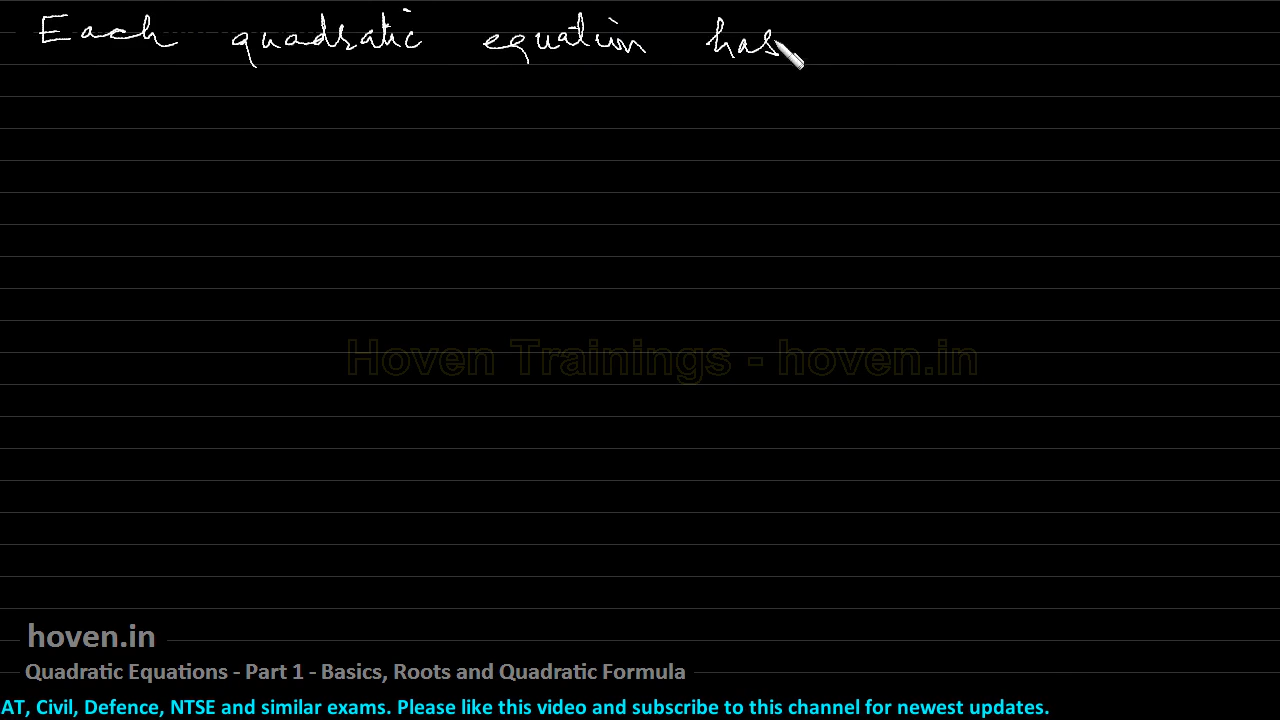 Each quadratic equation has
Hoven Trainings - hoven.in
hoven.in
Quadratic Equations - Part 1 - Basics, Roots and Quadratic Formula
AT, Civil, Defence, NTSE and similar exams. Please like this video and subscribe to this channel for newest updates.